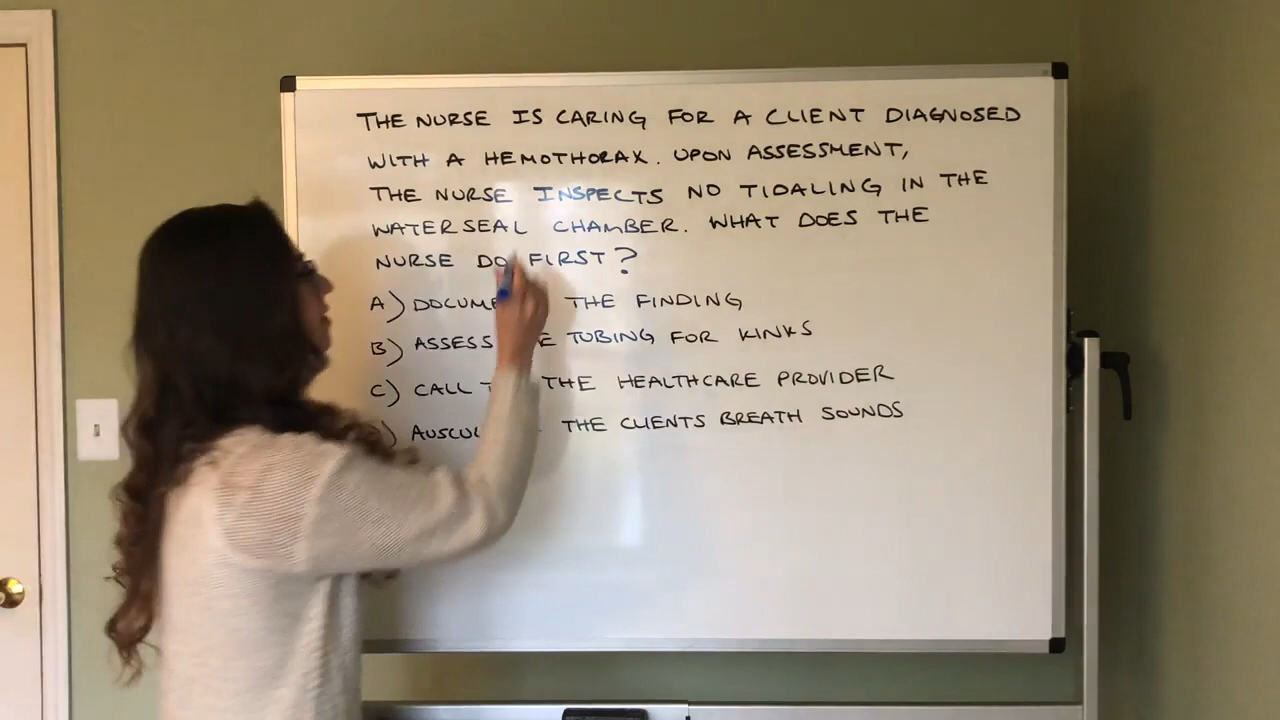 THE NURSE IS CARING FOR A CLIENT DIAGNOSED
WITH A HEMOTHORAX. UPON ASSESSMENT,
THE NURSE INSPECTS NO TIDALING IN THE
WATERSEAL CHAMBER. WHAT DOES THE
NURSE DO FIRST?
A) DOCUME THE FINDING
B) ASSESS E TUBING FOR KINKS
C) CALL T THE HEALTHCARE PROVIDER
) AUSCU THE CLIENTS BREATH SOUNDS